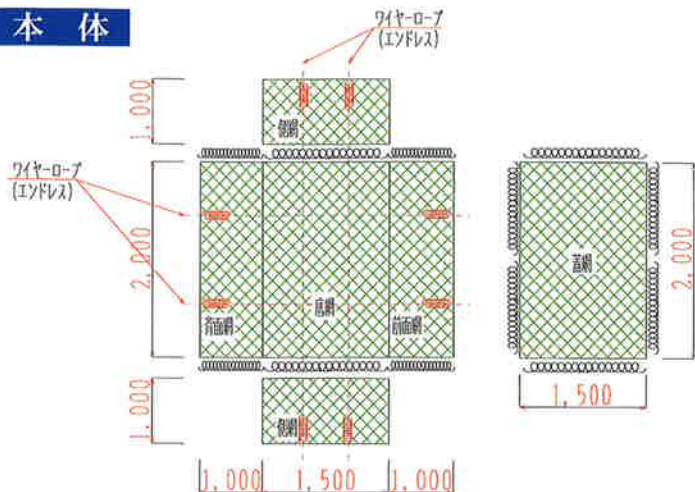 本体
ワイヤーロープ
(エンドレス)
1,000
側網
ワイヤーロープ
(エンドレス)
2,000
背面網
底網
前面網
蓋網
2,000
1,500
1,000
側網
1,000
1,500
1,000